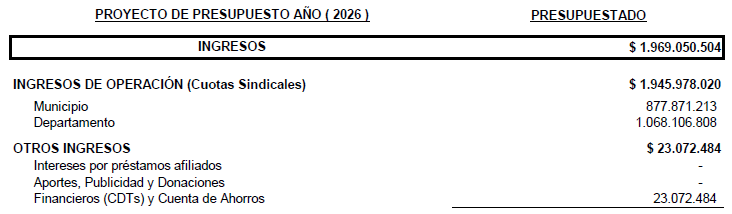 PROYECTO DE PRESUPUESTO AÑO ( 2026 ) PRESUPUESTADO
INGRESOS $ 1.969.050.504
INGRESOS DE OPERACIÓN (Cuotas Sindicales) $ 1.945.978.020
Municipio 877.871.213
Departamento 1.068.106.808
OTROS INGRESOS $ 23.072.484
Intereses por préstamos afiliados -
Aportes, Publicidad y Donaciones -
Financieros (CDTs) y Cuenta de Ahorros 23.072.484